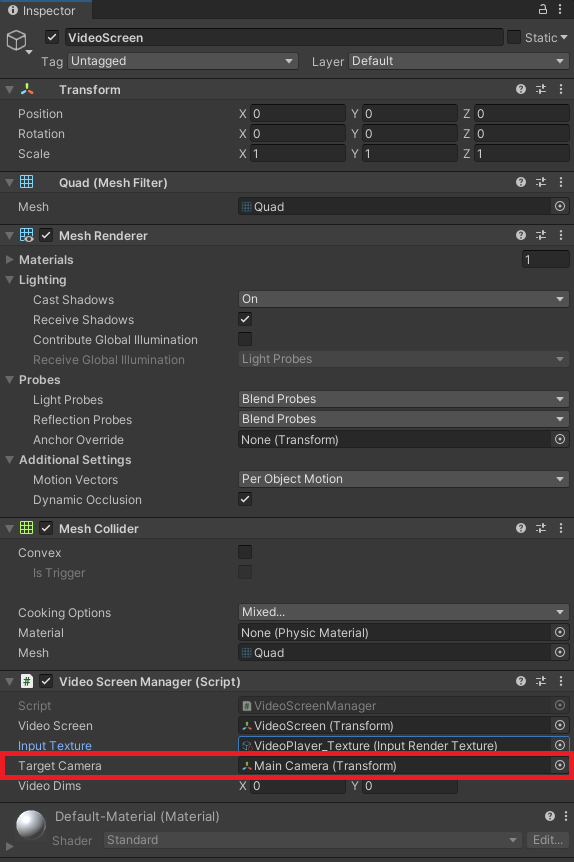 Inspector
VideoScreen Static
Tag Untagged Layer Default
Transform
Position X 0 Y 0 Z 0
Rotation X 0 Y 0 Z 0
Scale X 1 Y 1 Z 1
Quad (Mesh Filter)
Mesh Quad
Mesh Renderer
Materials 1
Lighting
Cast Shadows On
Receive Shadows
Contribute Global Illumination
Receive Global Illumination Light Probes
Probes
Light Probes Blend Probes
Reflection Probes Blend Probes
Anchor Override None (Transform)
Additional Settings
Motion Vectors Per Object Motion
Dynamic Occlusion
Mesh Collider
Convex
Is Trigger
Cooking Options Mixed...
Material None (Physic Material)
Mesh Quad
# Video Screen Manager (Script)
Script # VideoScreenManager
Video Screen VideoScreen (Transform)
Input Texture VideoPlayer_Texture (Input Render Texture)
Target Camera Main Camera (Transform)
Video Dims X 0 Y 0
Default-Material (Material)
Shader Standard Edit...